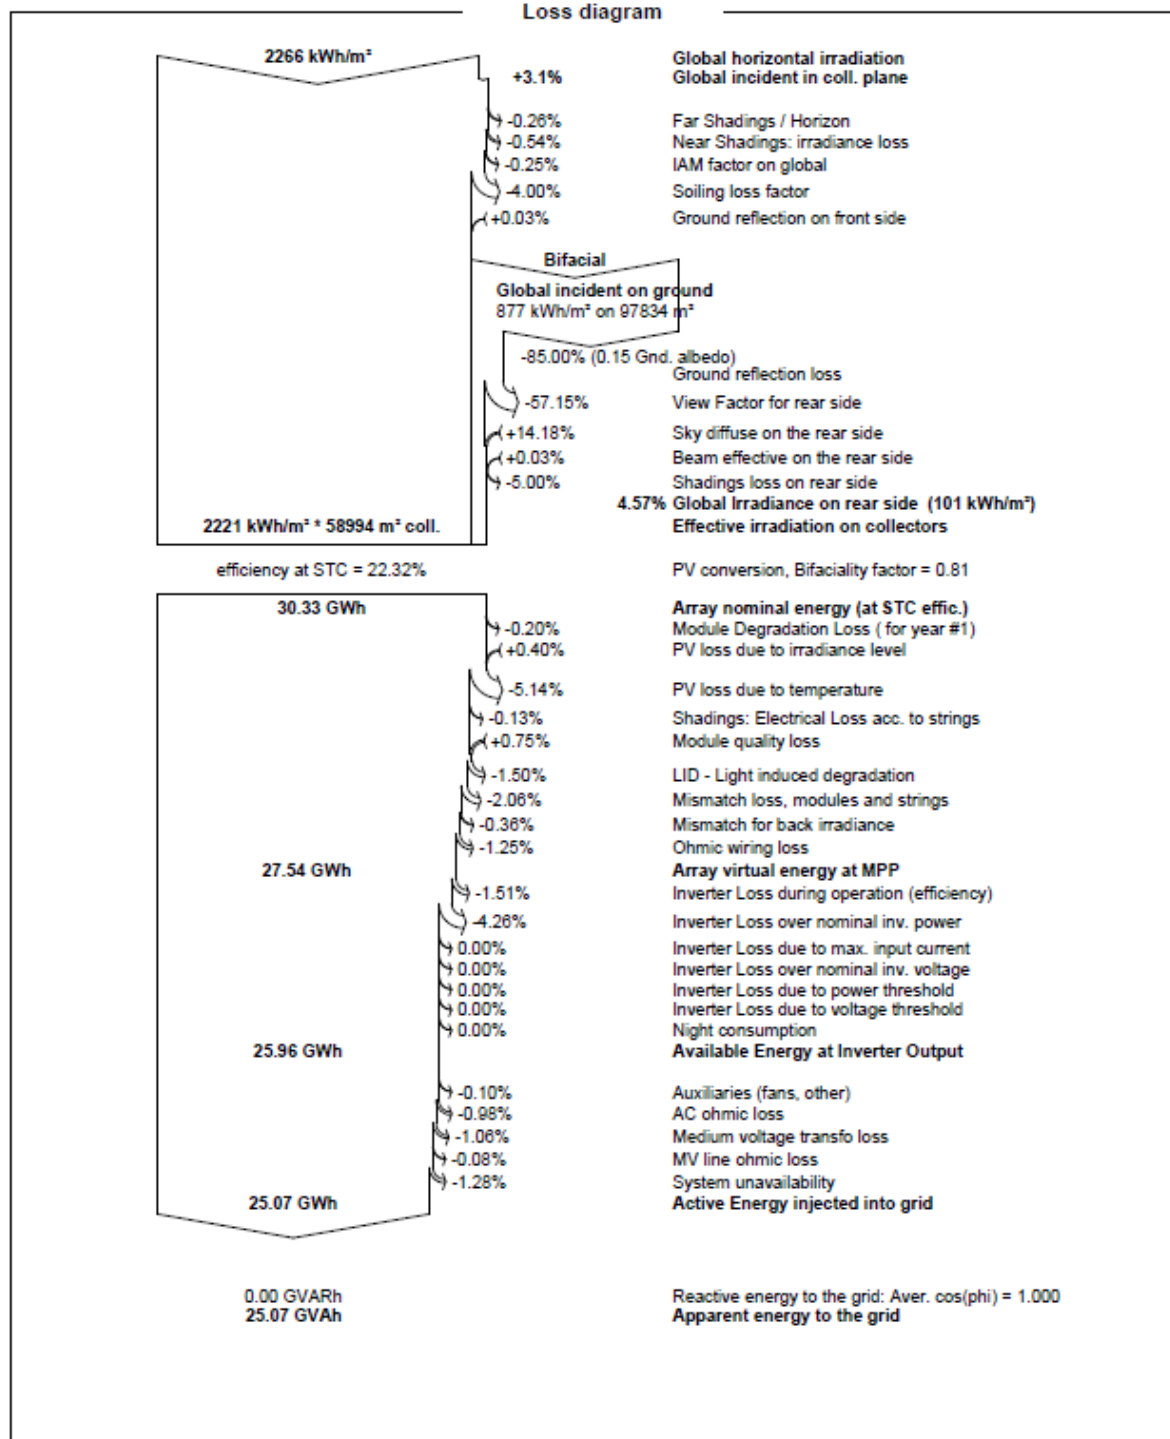 Loss diagram
2266 kWh/m² Global horizontal irradiation
+3.1% Global incident in coll. plane
-0.26% Far Shadings / Horizon
-0.54% Near Shadings: irradiance loss
-0.25% IAM factor on global
-4.00% Soiling loss factor
+0.03% Ground reflection on front side
Bifacial
Global incident on ground
877 kWh/m² on 97834 m²
-85.00% (0.15 Gnd. albedo)
Ground reflection loss
-57.15% View Factor for rear side
+14.18% Sky diffuse on the rear side
+0.03% Beam effective on the rear side
-5.00% Shadings loss on rear side
4.57% Global Irradiance on rear side (101 kWh/m²)
2221 kWh/m² * 58994 m² coll. Effective irradiation on collectors
efficiency at STC = 22.32% PV conversion, Bifaciality factor = 0.81
30.33 GWh Array nominal energy (at STC effic.)
-0.20% Module Degradation Loss ( for year #1)
+0.40% PV loss due to irradiance level
-5.14% PV loss due to temperature
-0.13% Shadings: Electrical Loss acc. to strings
+0.75% Module quality loss
-1.50% LID - Light induced degradation
-2.06% Mismatch loss, modules and strings
-0.36% Mismatch for back irradiance
-1.25% Ohmic wiring loss
27.54 GWh Array virtual energy at MPP
-1.51% Inverter Loss during operation (efficiency)
-4.26% Inverter Loss over nominal inv. power
0.00% Inverter Loss due to max. input current
0.00% Inverter Loss over nominal inv. voltage
0.00% Inverter Loss due to power threshold
0.00% Inverter Loss due to voltage threshold
0.00% Night consumption
25.96 GWh Available Energy at Inverter Output
-0.10% Auxiliaries (fans, other)
-0.98% AC ohmic loss
-1.06% Medium voltage transfo loss
-0.08% MV line ohmic loss
-1.28% System unavailability
25.07 GWh Active Energy injected into grid
0.00 GVARh Reactive energy to the grid: Aver. cos(phi) = 1.000
25.07 GVAh Apparent energy to the grid